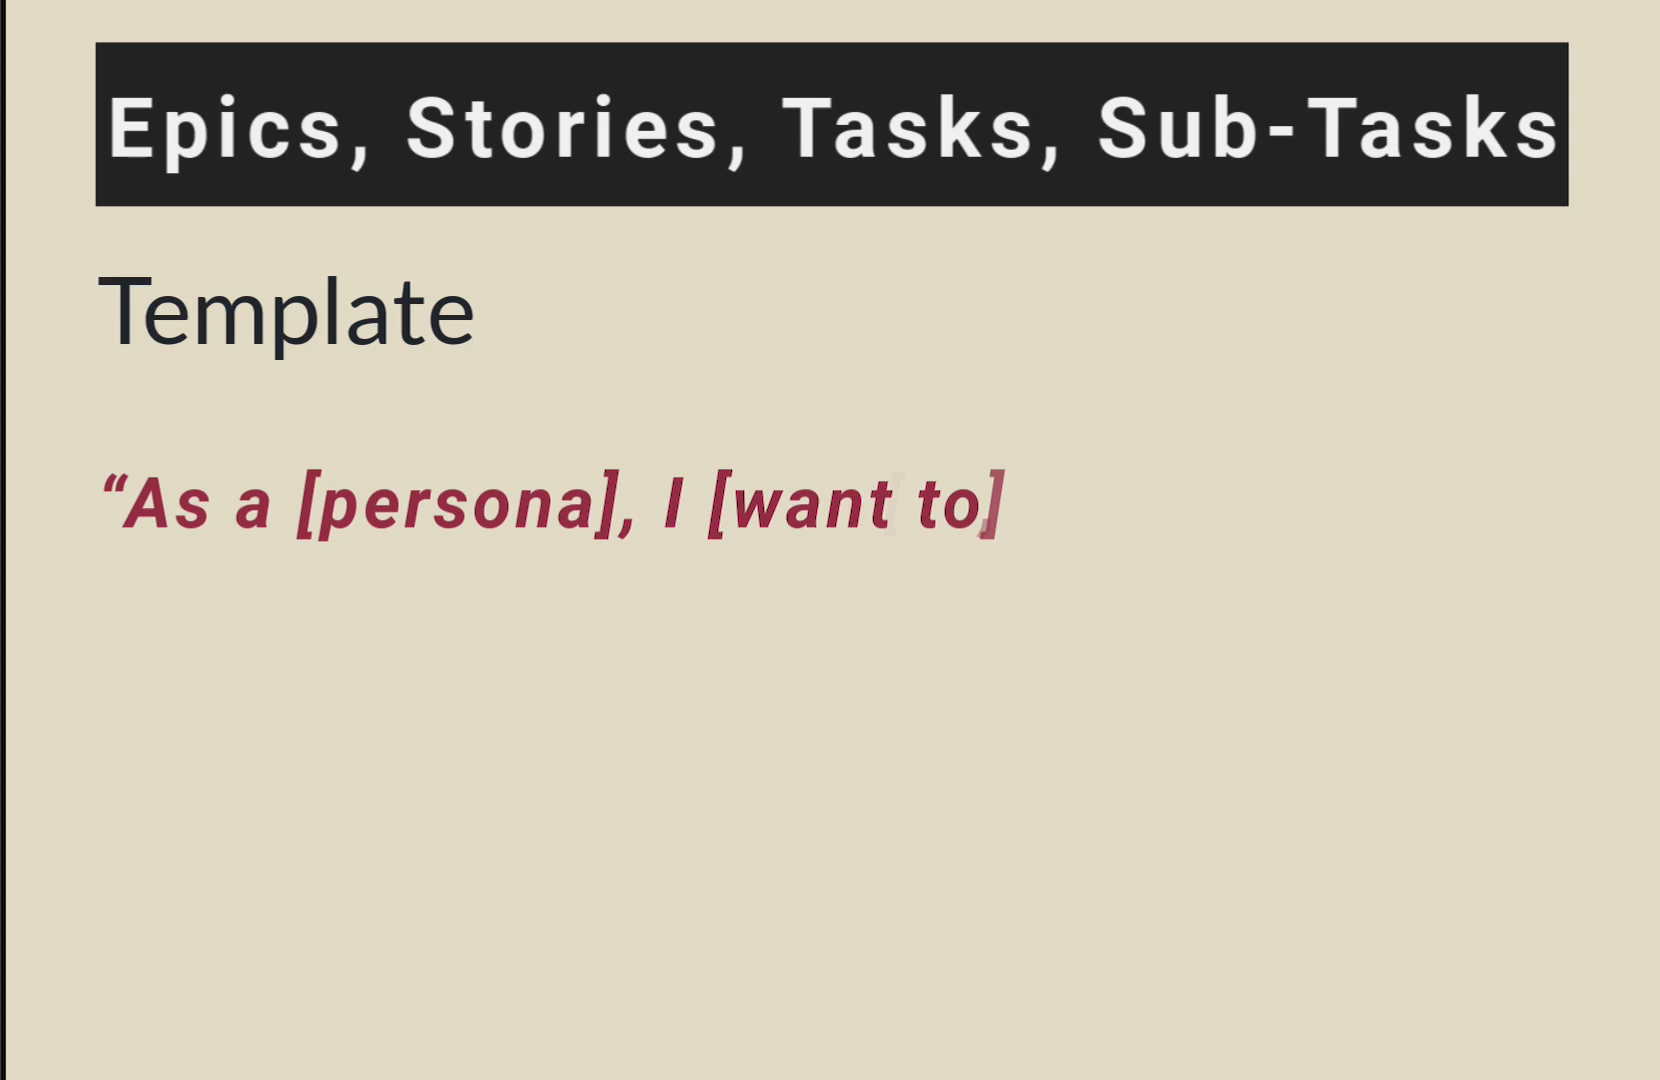 Epics, Stories, Tasks, Sub-Tasks
Template
“As a [persona], I [want to]